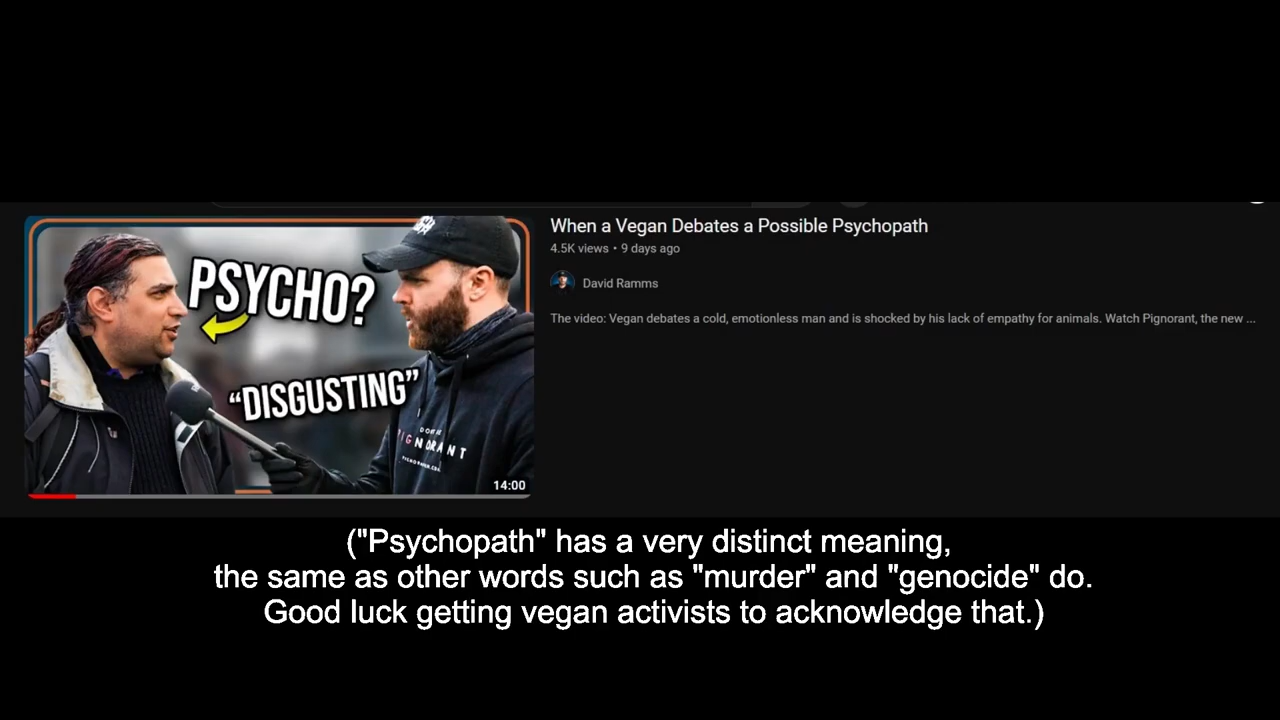 PSYCHO?
"DISGUSTING"
14:00
When a Vegan Debates a Possible Psychopath
4.5K views • 9 days ago
David Ramms
The video: Vegan debates a cold, emotionless man and is shocked by his lack of empathy for animals. Watch Pignorant, the new ...
("Psychopath" has a very distinct meaning,
the same as other words such as "murder" and "genocide" do.
Good luck getting vegan activists to acknowledge that.)